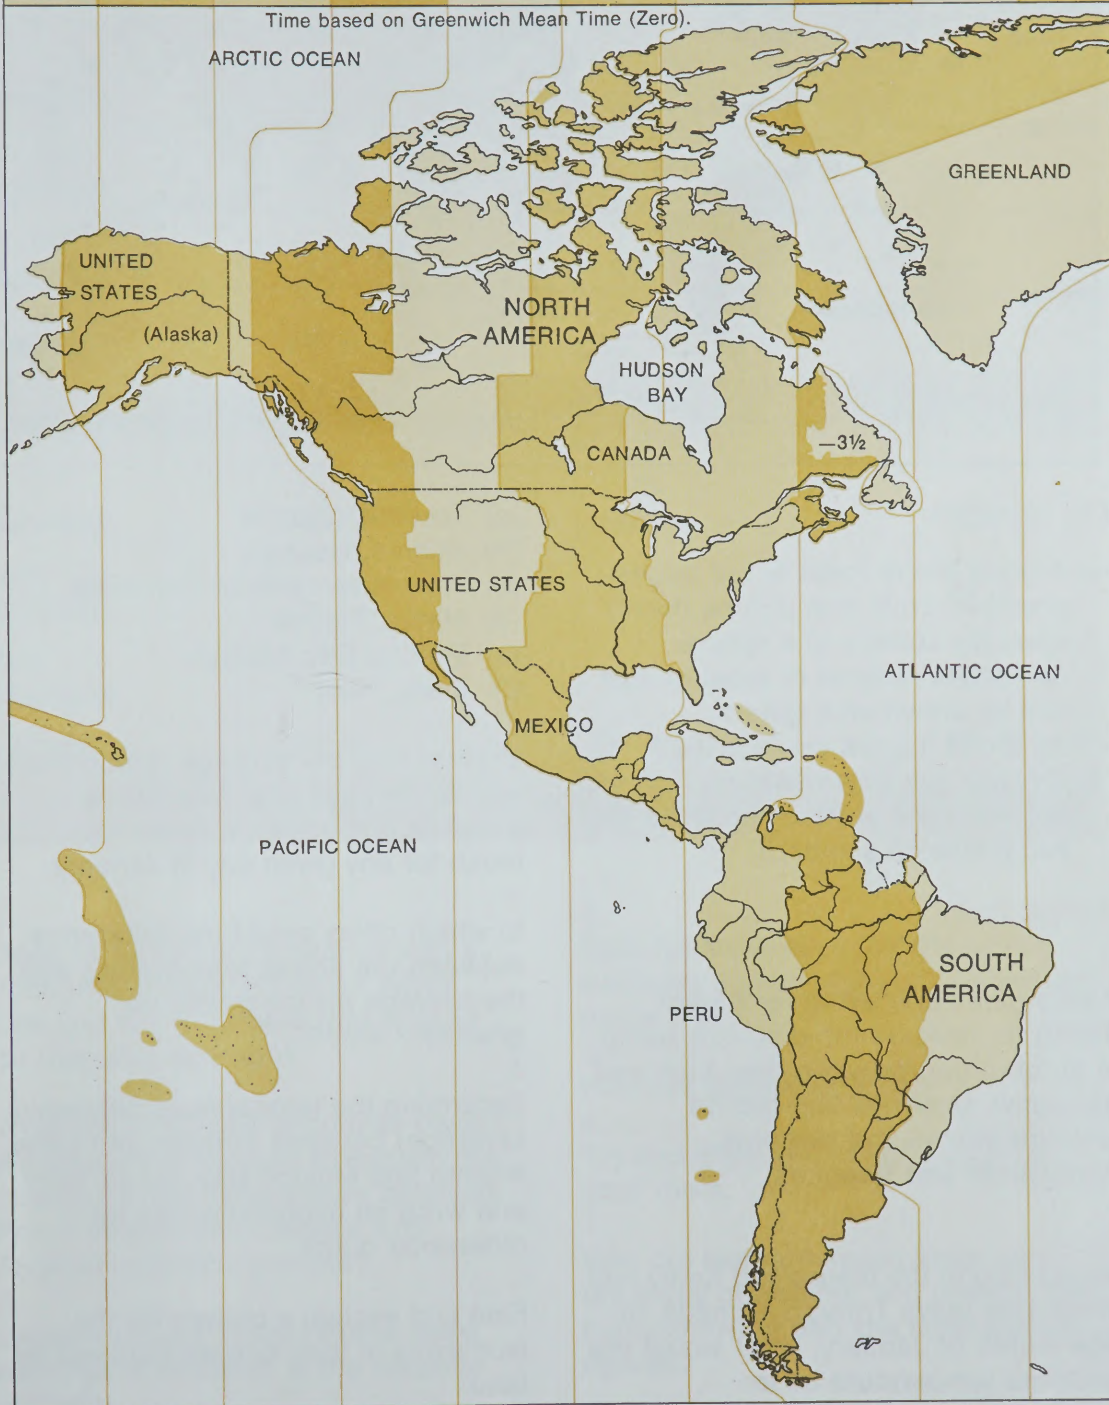 Time based on Greenwich Mean Time (Zero).
ARCTIC OCEAN
GREENLAND
UNITED
STATES
(Alaska)
NORTH
AMERICA
HUDSON
BAY
CANADA
—3½
UNITED STATES
ATLANTIC OCEAN
MEXICO
PACIFIC OCEAN
SOUTH
AMERICA
PERU